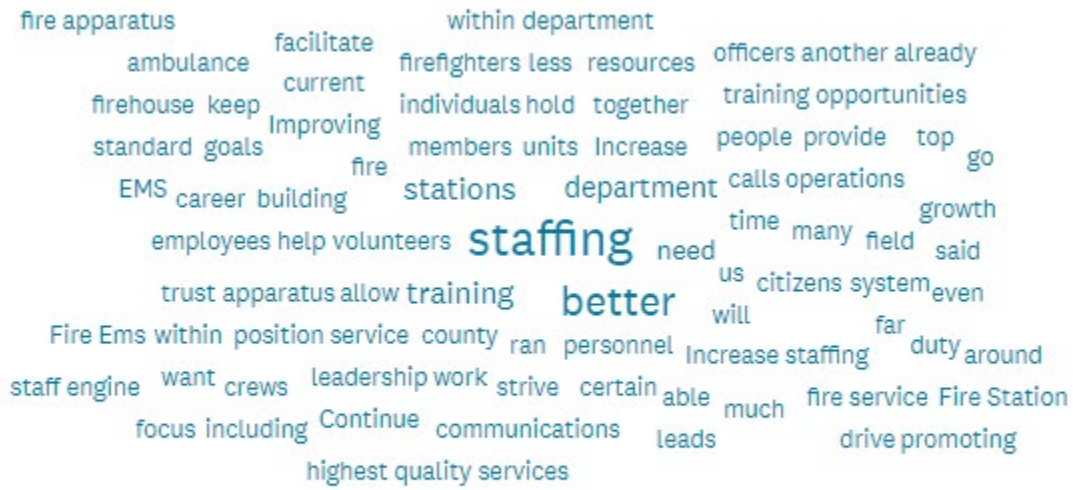 fire apparatus within department
facilitate
ambulance firefighters less resources officers another already
current
firehouse keep individuals hold together training opportunities
Improving
standard goals members units Increase people provide top
fire go
EMS career building stations department calls operations
growth
employees help volunteers staffing need time many field said
us citizens system even
trust apparatus allow training better will
Fire Ems within position service county ran personnel far
Increase staffing duty around
staff engine want crews leadership work strive certain able much fire service Fire Station
focus including Continue communications leads drive promoting
highest quality services